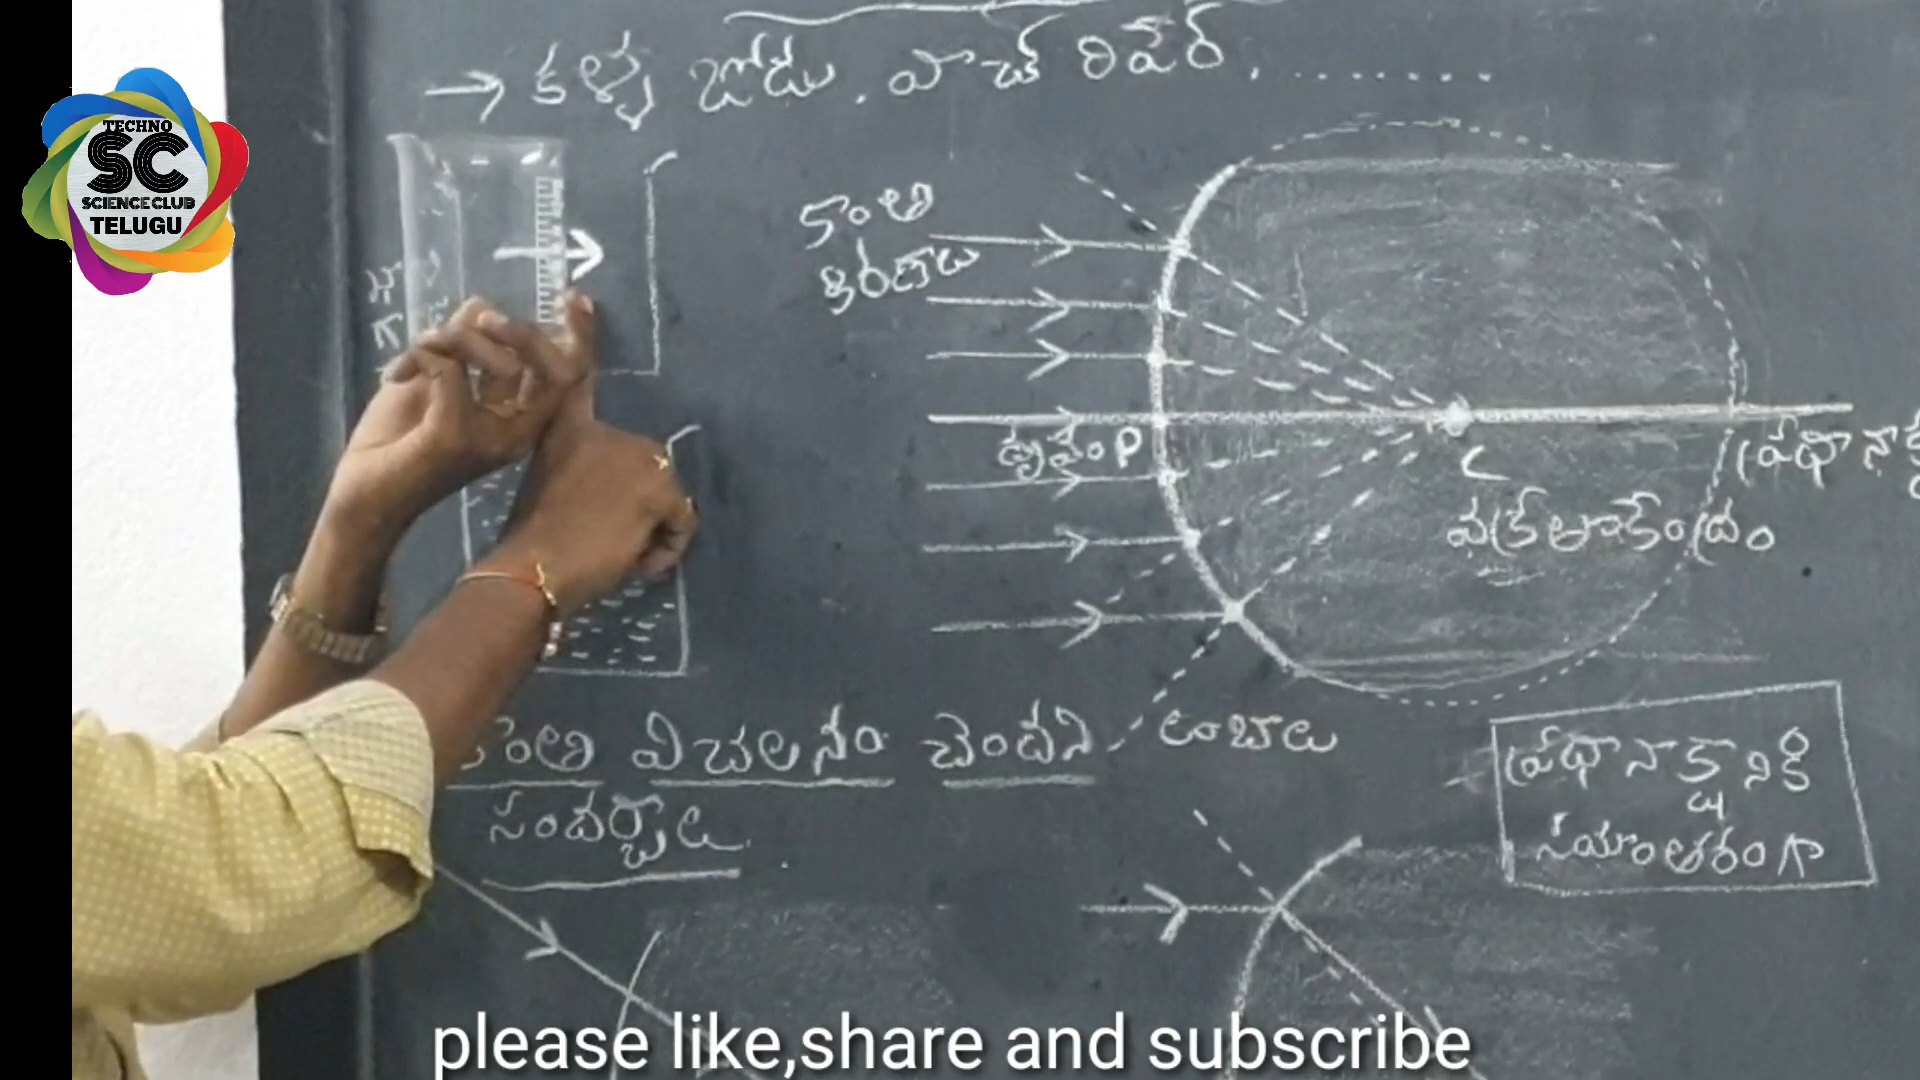 → కళ్ళ జోడు, వాచ్ రిపేర్, ........
TECHNO
SC
SCIENCE CLUB
TELUGU
కాంతి
కిరణాలు
ధృవం P
C
ప్రధానాక్ష
వక్రతాకేంద్రం
కాంతి విచలనం చెందని
సందర్భాలు
లంబాలు
ప్రధానాక్షానికి
సమాంతరంగా
please like,share and subscribe